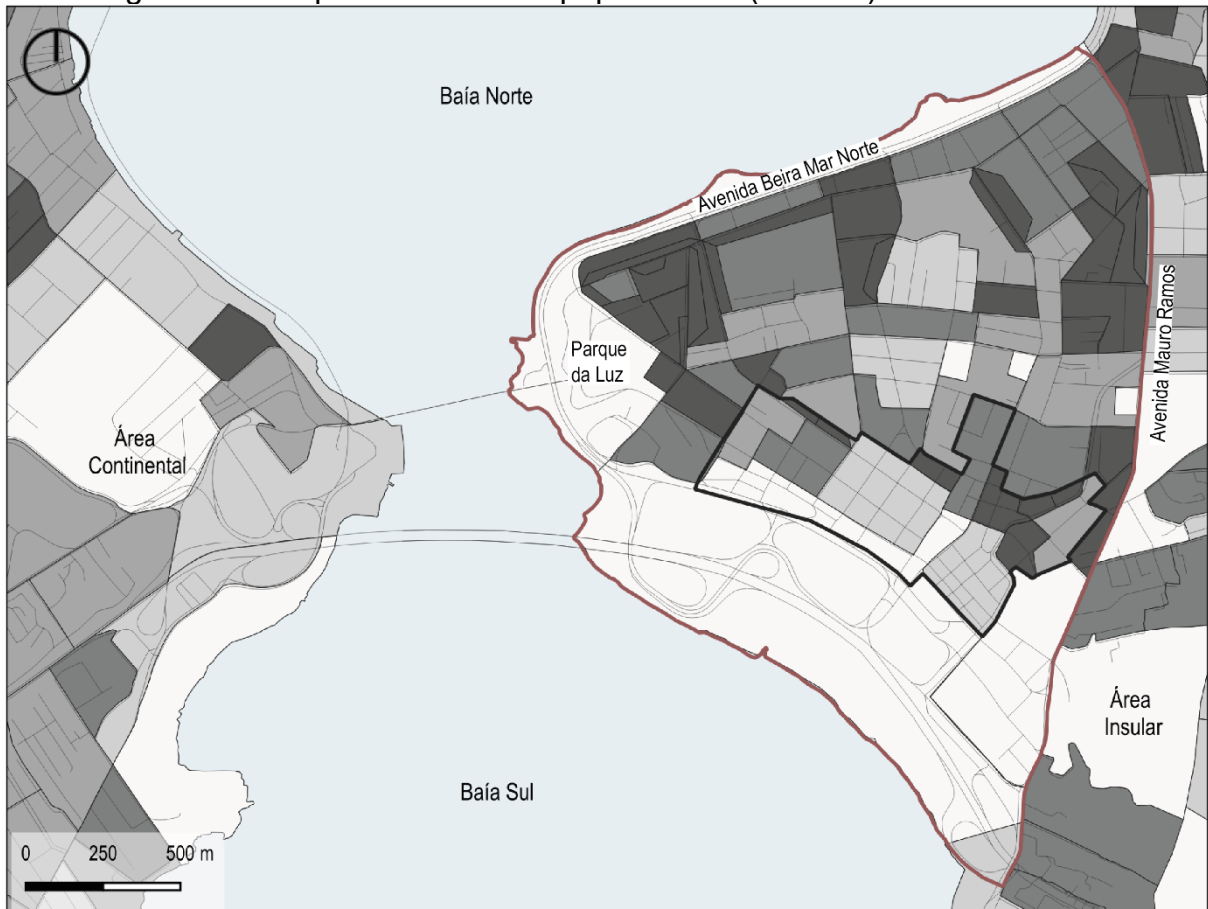 Baía Norte
Avenida Beira Mar Norte
Avenida Mauro Ramos
Parque
da Luz
Área
Continental
Área
Insular
Baía Sul
0 250 500 m